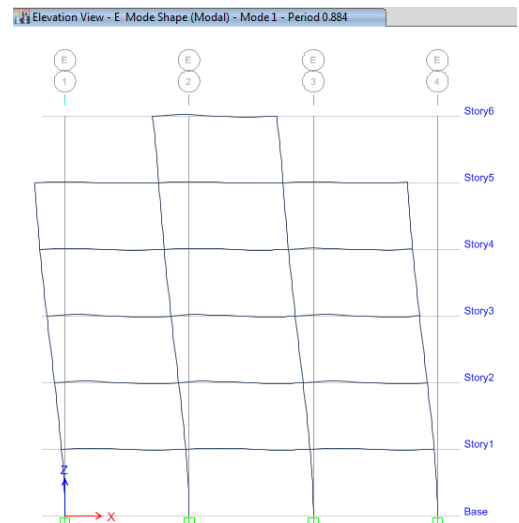 Elevation View - E Mode Shape (Modal) - Mode 1 - Period 0.884
E E E E
1 2 3 4
Story6
Story5
Story4
Story3
Story2
Story1
Z
X
Base